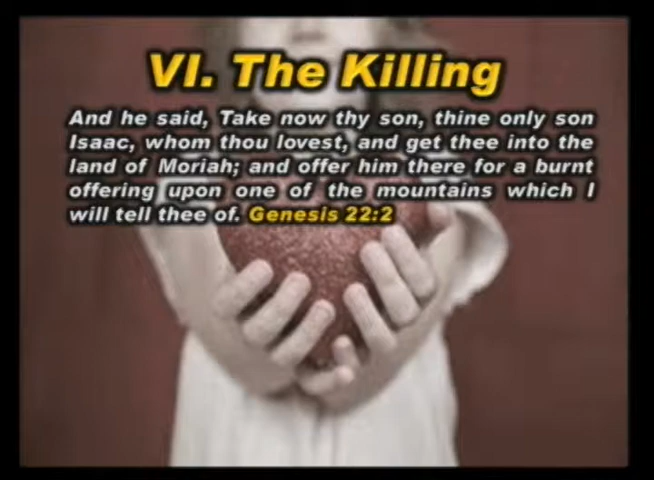 VI. The Killing
And he said, Take now thy son, thine only son
Isaac, whom thou lovest, and get thee into the
land of Moriah; and offer him there for a burnt
offering upon one of the mountains which I
will tell thee of. Genesis 22:2